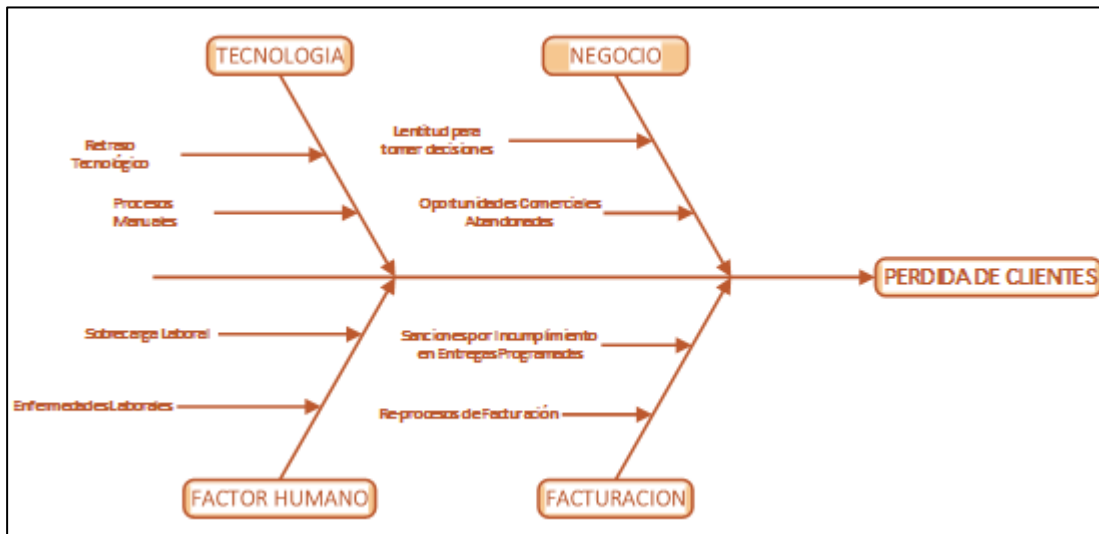 TECNOLOGIA
NEGOCIO
Retraso
Tecnológico
Lentitud para
tomar decisiones
Procesos
Manuales
Oportunidades Comerciales
Abandonadas
PERDIDA DE CLIENTES
Sobrecarga Laboral
Sanciones por Incumplimiento
en Entregas Programadas
Enfermedades Laborales
Re-procesos de Facturación
FACTOR HUMANO
FACTURACION